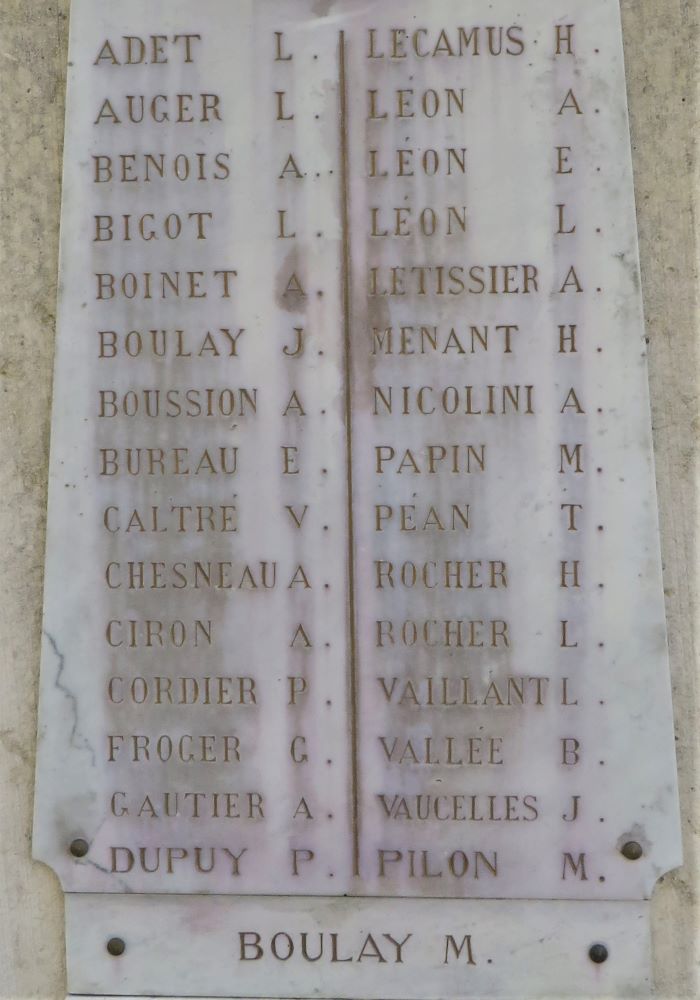 ADET L.
AUGER L.
BENOIS A.
BIGOT L.
BOINET A.
BOULAY J.
BOUSSION A.
BUREAU E.
CALTRÉ V.
CHESNEAU A.
CIRON A.
CORDIER P.
FROGER G.
GAUTIER A.
DUPUY P.
LECAMUS H.
LÉON A.
LÉON E.
LÉON L.
LETISSIER A.
MENANT H.
NICOLINI A.
PAPIN M.
PÉAN T.
ROCHER H.
ROCHER L.
VAILLANT L.
VALLÉE B.
VAUCELLES J.
PILON M.
BOULAY M.